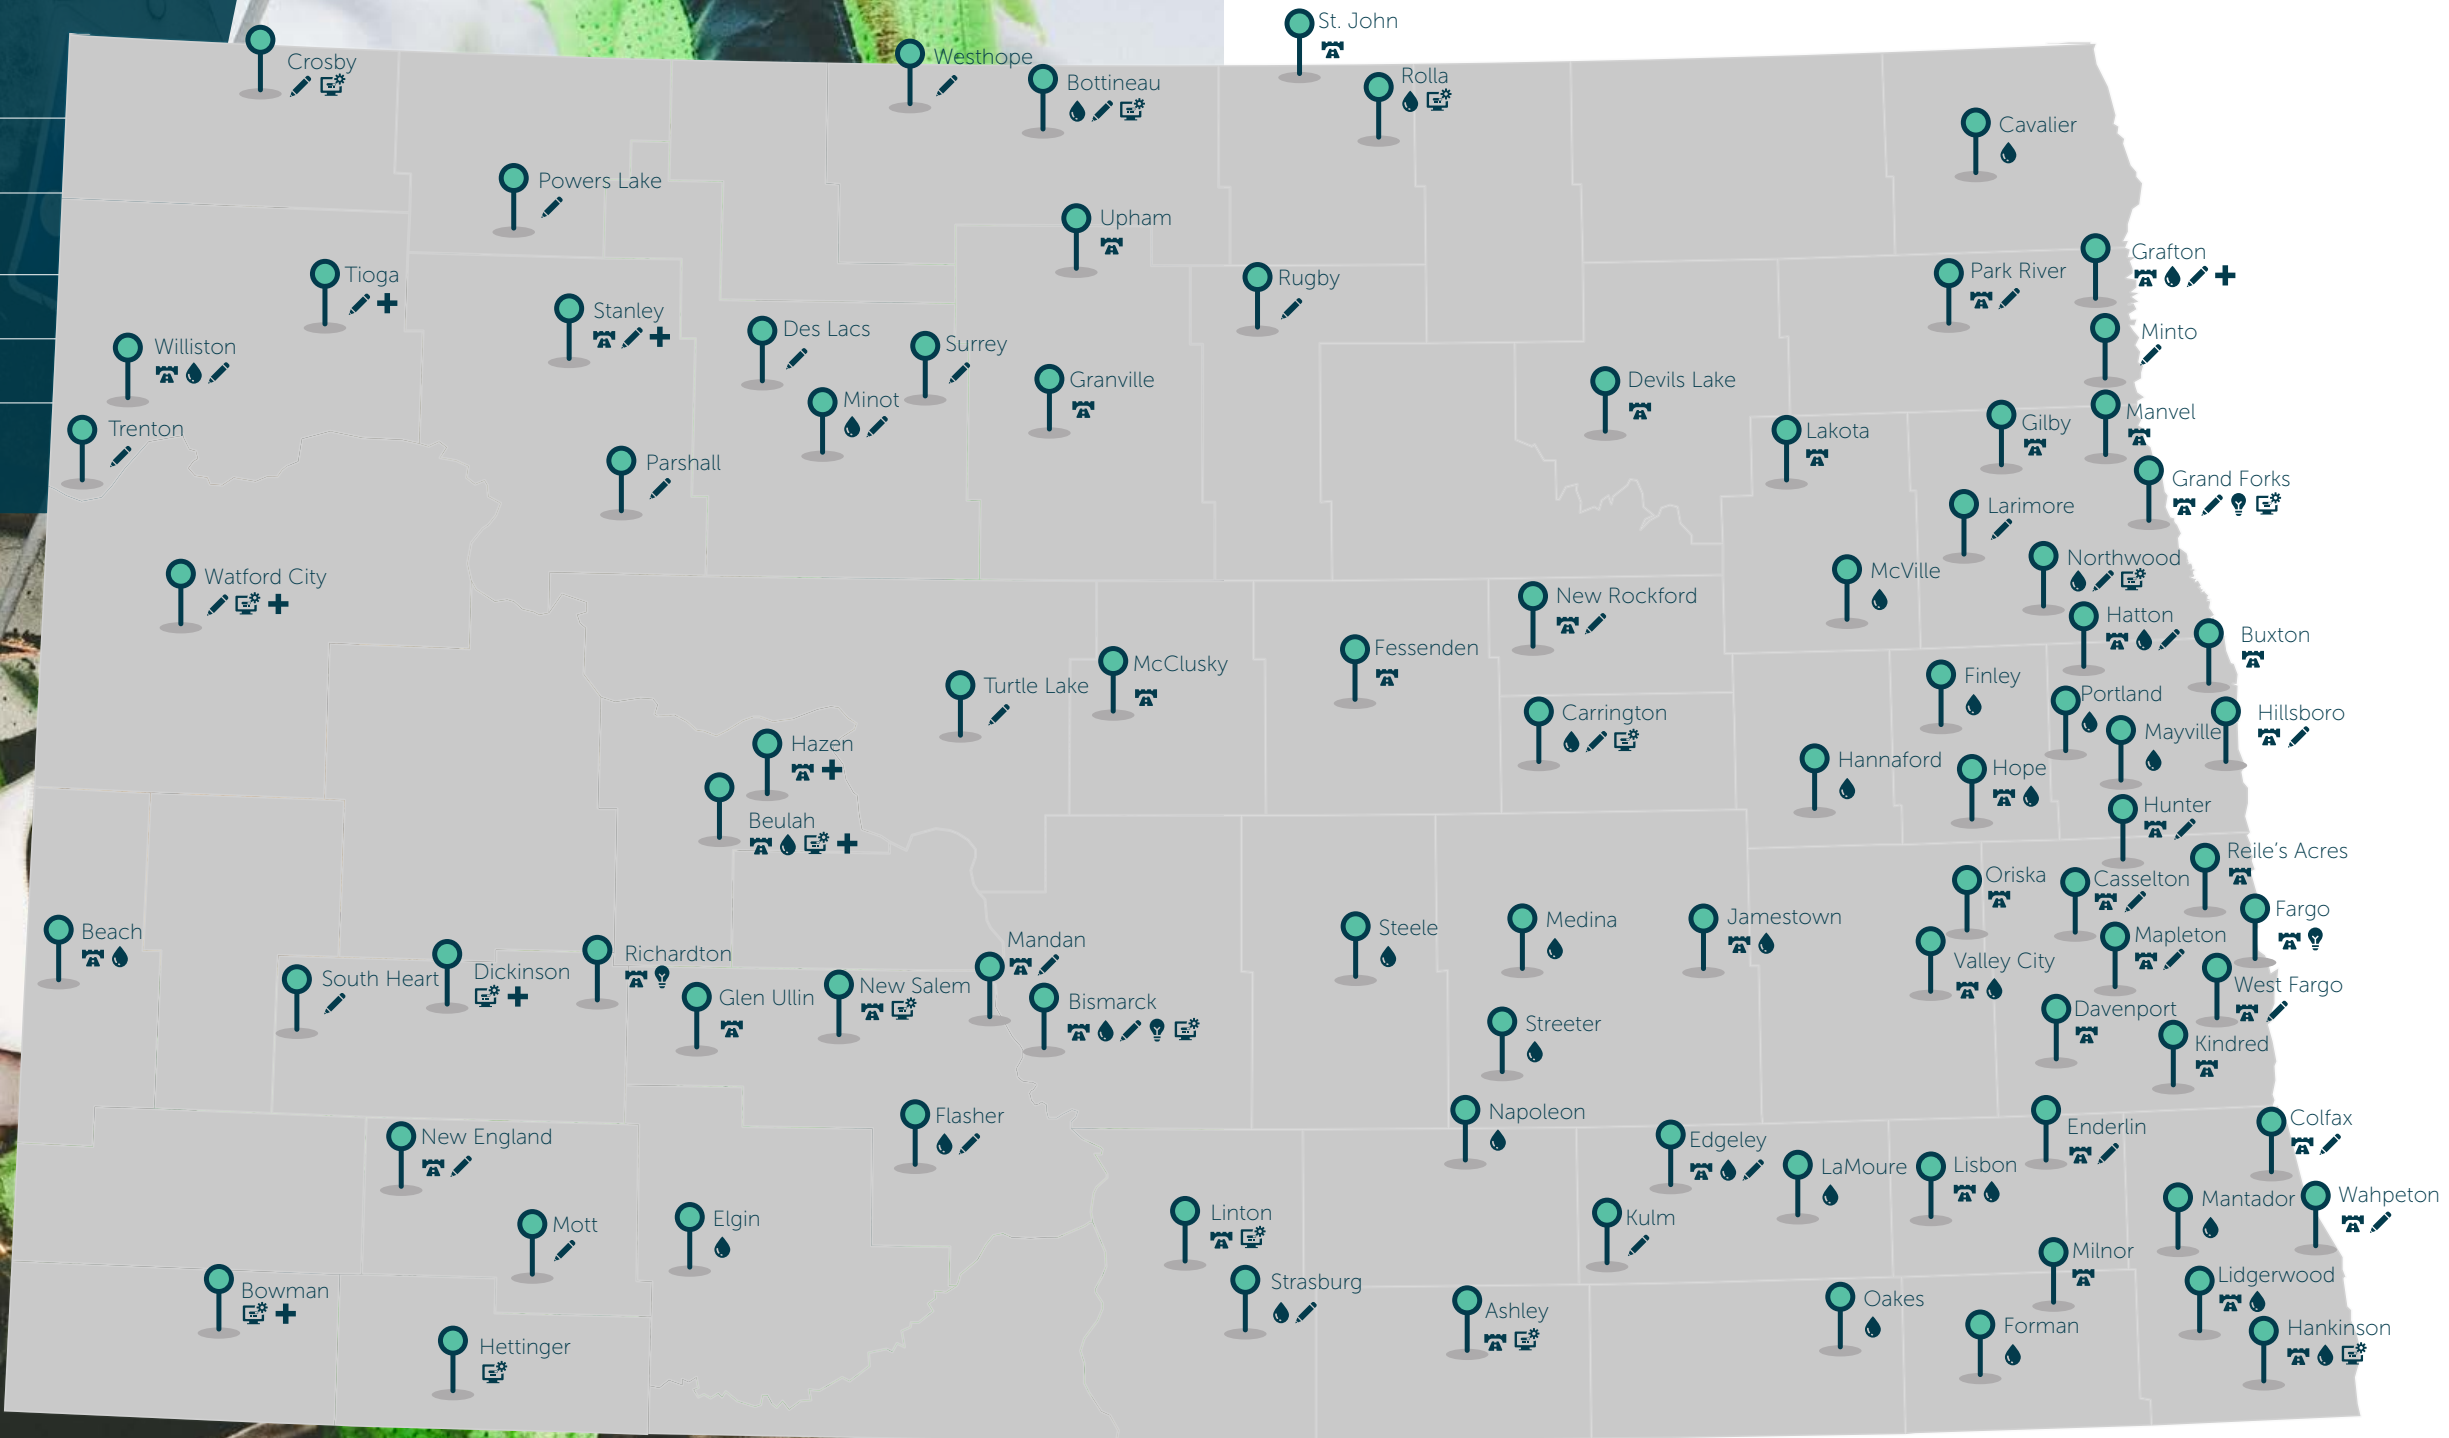 St. John
Crosby
Westhope
Bottineau
Rolla
Cavalier
Powers Lake
Upham
Grafton
Tioga
Stanley
Rugby
Park River
Minto
Williston
Des Lacs
Surrey
Granville
Devils Lake
Minot
Manvel
Gilby
Trenton
Lakota
Parshall
Grand Forks
Larimore
Northwood
Watford City
McVille
New Rockford
Hatton
Buxton
Fessenden
McClusky
Turtle Lake
Finley
Portland
Hillsboro
Carrington
Mayville
Hazen
Hannaford
Hope
Hunter
Beulah
Reile's Acres
Oriska
Casselton
Fargo
Beach
Steele
Medina
Jamestown
Mapleton
Mandan
Richardton
Valley City
South Heart
Dickinson
Glen Ullin
New Salem
Bismarck
West Fargo
Davenport
Streeter
Kindred
Flasher
Napoleon
Colfax
Enderlin
New England
Edgeley
LaMoure
Lisbon
Mantador
Wahpeton
Mott
Elgin
Linton
Kulm
Milnor
Lidgerwood
Strasburg
Bowman
Ashley
Oakes
Forman
Hankinson
Hettinger